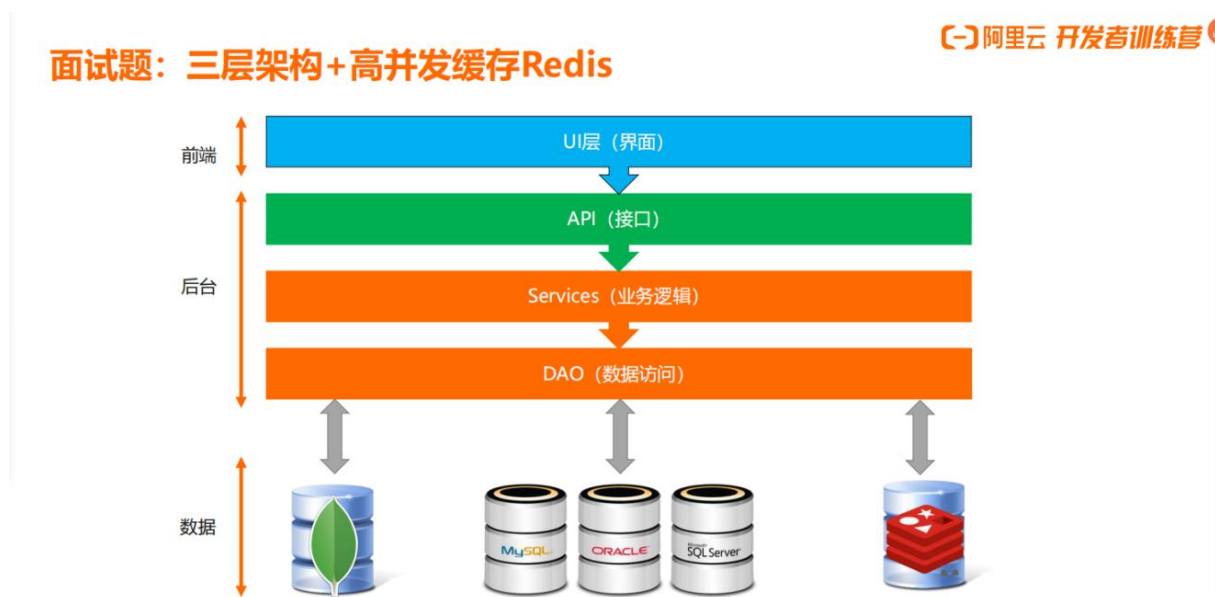 阿里云 开发者训练营
面试题：三层架构+高并发缓存Redis
前端
UI层（界面）
API（接口）
后台
Services（业务逻辑）
DAO（数据访问）
数据
MySQL
ORACLE
Microsoft
SQL Server